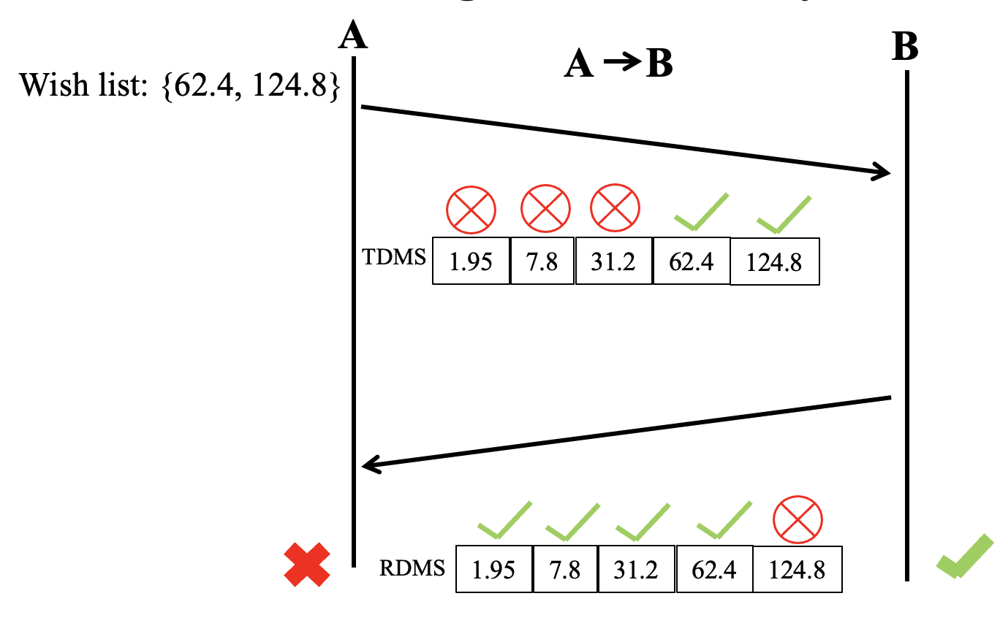 A
B
A → B
Wish list: {62.4, 124.8}
TDMS 1.95 7.8 31.2 62.4 124.8
RDMS 1.95 7.8 31.2 62.4 124.8